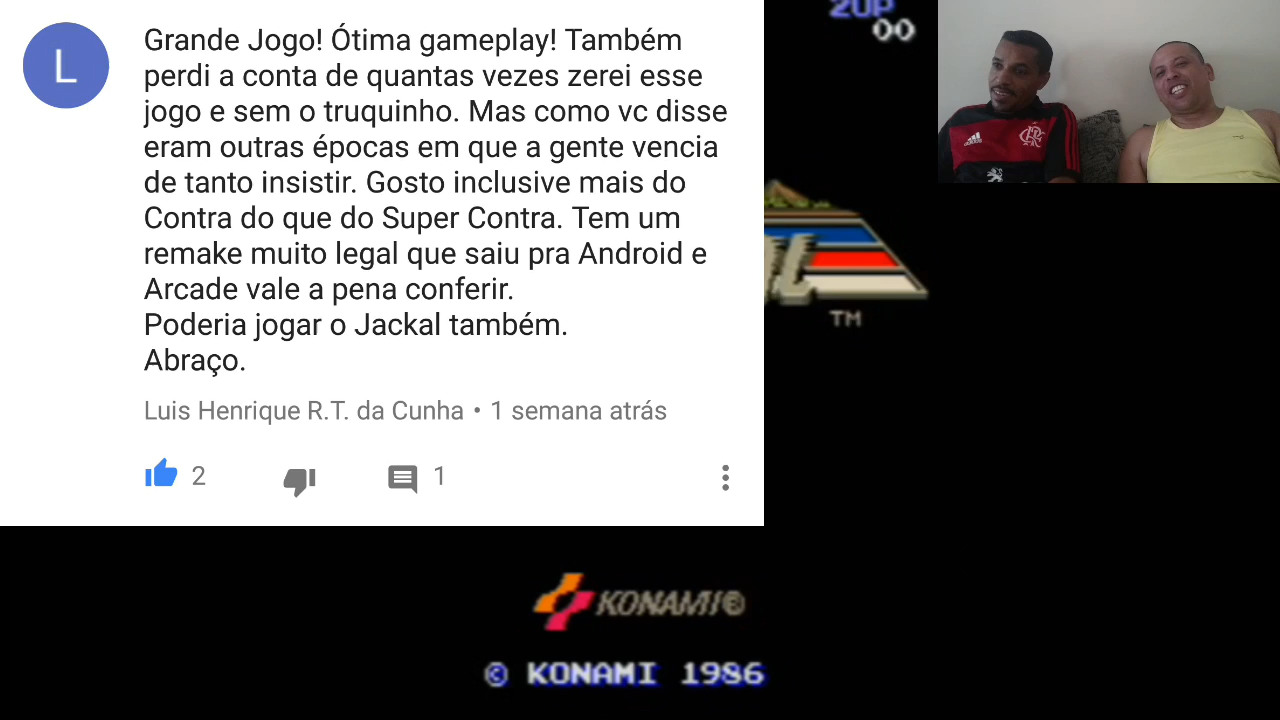 L
Grande Jogo! Ótima gameplay! Também
perdi a conta de quantas vezes zerei esse
jogo e sem o truquinho. Mas como vc disse
eram outras épocas em que a gente vencia
de tanto insistir. Gosto inclusive mais do
Contra do que do Super Contra. Tem um
remake muito legal que saiu pra Android e
Arcade vale a pena conferir.
Poderia jogar o Jackal também.
Abraço.
Luis Henrique R.T. da Cunha • 1 semana atrás
2
1
2UP
00
L
TM
KONAMI®
© KONAMI 1986